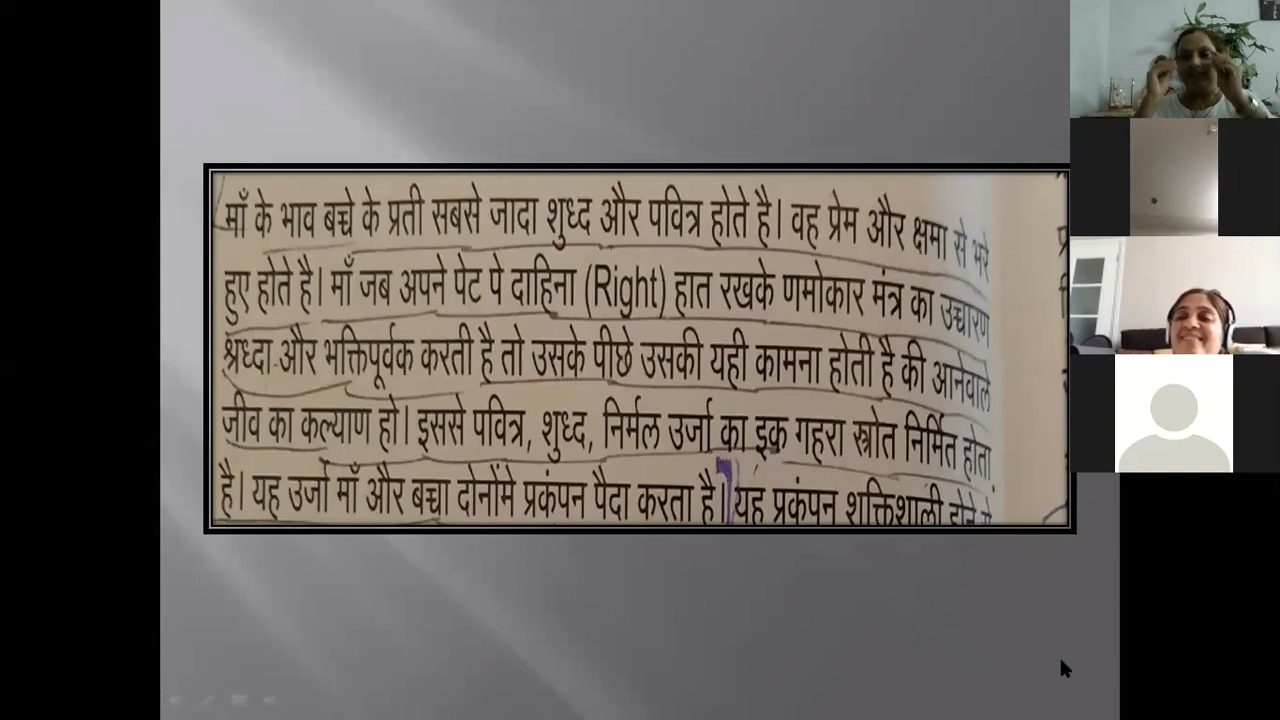 माँ के भाव बच्चे के प्रती सबसे जादा शुध्द और पवित्र होते है। वह प्रेम और क्षमा से भरे
हुए होते है। माँ जब अपने पेट पे दाहिना (Right) हात रखके णमोकार मंत्र का उच्चारण
श्रध्दा और भक्तिपूर्वक करती है तो उसके पीछे उसकी यही कामना होती है की आनेवाले
जीव का कल्याण हो। इससे पवित्र, शुध्द, निर्मल उर्जा का इक गहरा स्त्रोत निर्मित होता
है। यह उर्जा माँ और बच्चा दोनोंमे प्रकंपन पैदा करता है। यह प्रकंपन शक्तिशाली होने